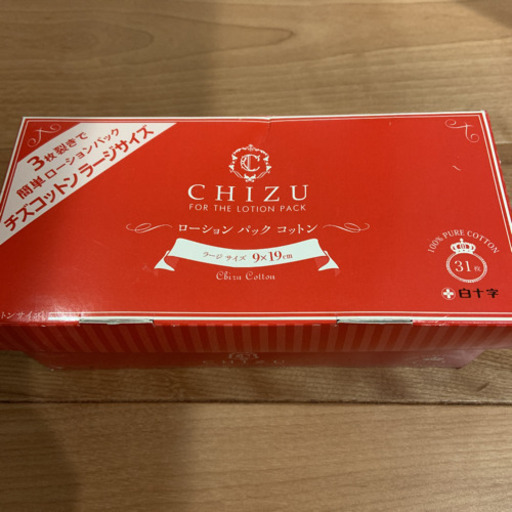 3枚裂きで
簡単ローションパック
チズコットンラージサイズ
C
CHIZU
FOR THE LOTION PACK
ローション パック コットン
ラージ サイズ 9×19cm
Chizu Cotton
100% PURE COTTON
31枚
白十字
CHIZU